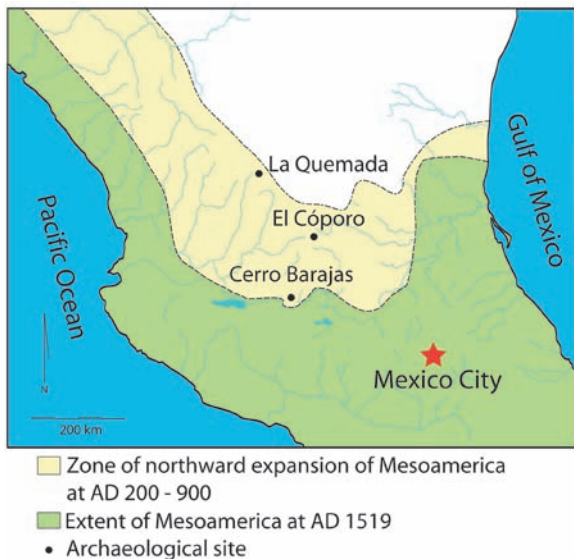 La Quemada
El Cóporo
Cerro Barajas
Pacific Ocean
Gulf of Mexico
Mexico City
N
200 km
Zone of northward expansion of Mesoamerica
at AD 200 - 900
Extent of Mesoamerica at AD 1519
Archaeological site